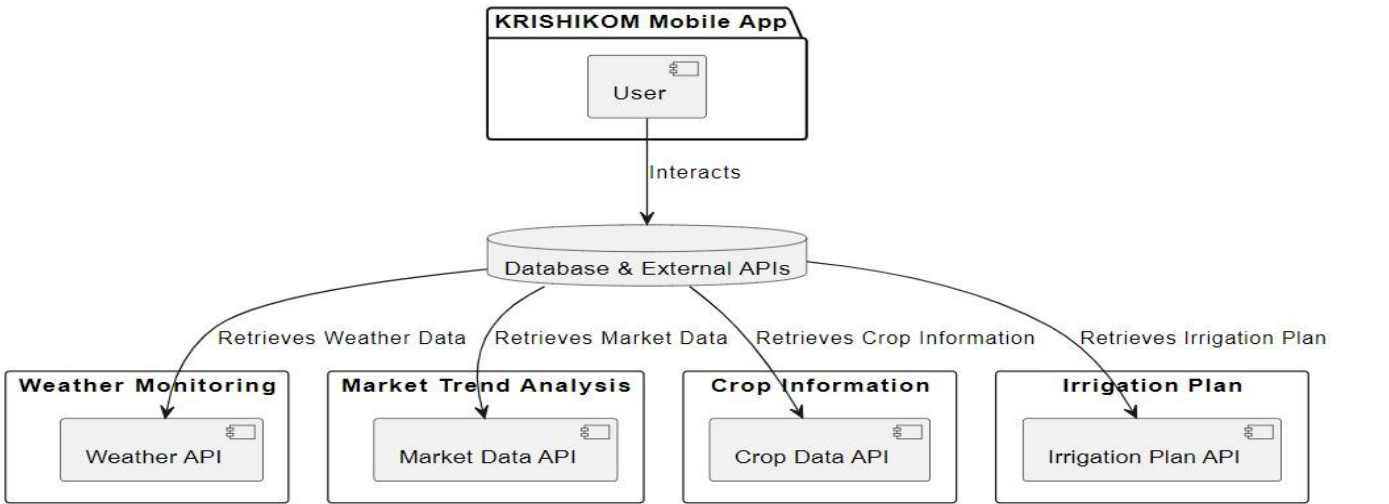 KRISHIKOM Mobile App
User
Interacts
Database & External APIs
Retrieves Weather Data
Retrieves Market Data
Retrieves Crop Information
Retrieves Irrigation Plan
Weather Monitoring
Market Trend Analysis
Crop Information
Irrigation Plan
Weather API
Market Data API
Crop Data API
Irrigation Plan API